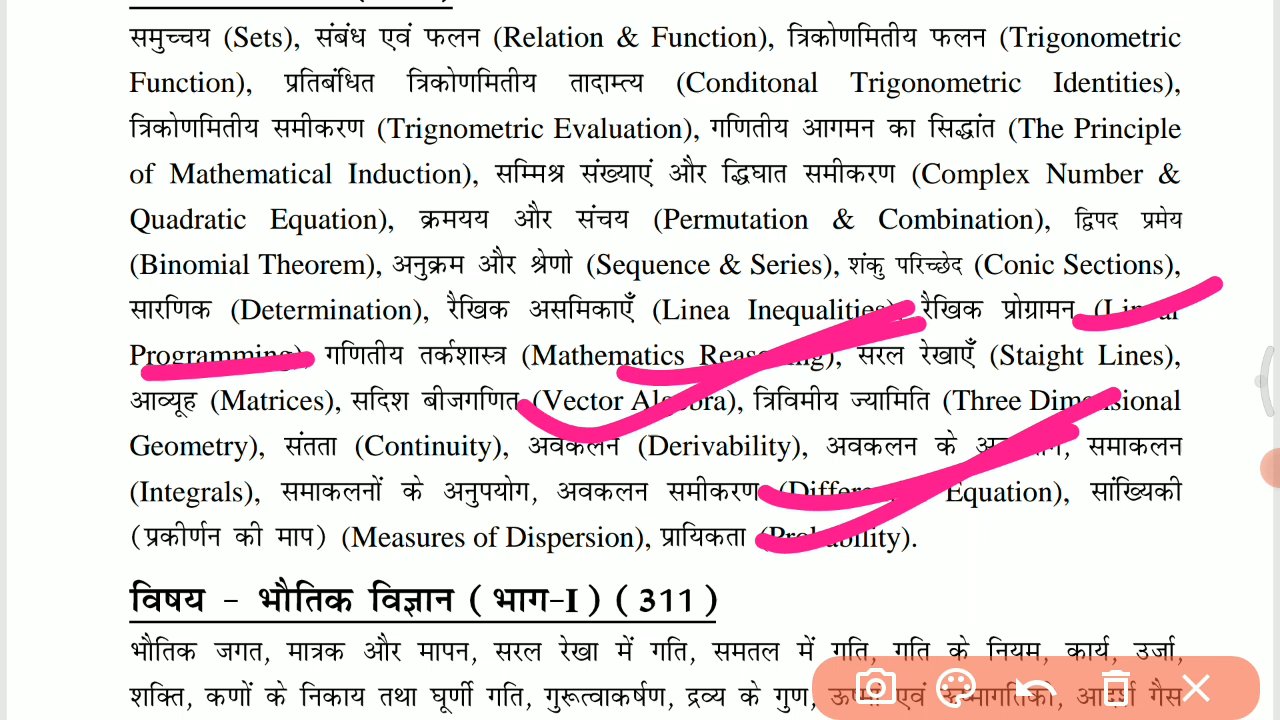 समुच्चय (Sets), संबंध एवं फलन (Relation & Function), त्रिकोणमितीय फलन (Trigonometric
Function), प्रतिबंधित त्रिकोणमितीय तादात्म्य (Conditonal Trigonometric Identities),
त्रिकोणमितीय समीकरण (Trignometric Evaluation), गणितीय आगमन का सिद्धांत (The Principle
of Mathematical Induction), सम्मिश्र संख्याएं और द्धिघात समीकरण (Complex Number &
Quadratic Equation), क्रमयय और संचय (Permutation & Combination), द्विपद प्रमेय
(Binomial Theorem), अनुक्रम और श्रेणो (Sequence & Series), शंकु परिच्छेद (Conic Sections),
सारणिक (Determination), रैखिक असमिकाएँ (Linea Inequalities), रैखिक प्रोग्रामन (Linear
Programming), गणितीय तर्कशास्त्र (Mathematics Reasoning), सरल रेखाएँ (Staight Lines),
आव्यूह (Matrices), सदिश बीजगणित (Vector Algebra), त्रिविमीय ज्यामिति (Three Dimensional
Geometry), संतता (Continuity), अवकलन (Derivability), अवकलन के समाकलन
(Integrals), समाकलनों के अनुपयोग, अवकलन समीकरण (Differential Equation), सांख्यिकी
(प्रकीर्णन की माप) (Measures of Dispersion), प्रायिकता (Probability).
विषय - भौतिक विज्ञान ( भाग-I ) ( 311 )
भौतिक जगत, मात्रक और मापन, सरल रेखा में गति, समतल में गति, गति के नियम, कार्य, उर्जा,
शक्ति, कणों के निकाय तथा घूर्णी गति, गुरूत्वाकर्षण, द्रव्य के गुण, ऊष्मा एवं आदर्श गैस